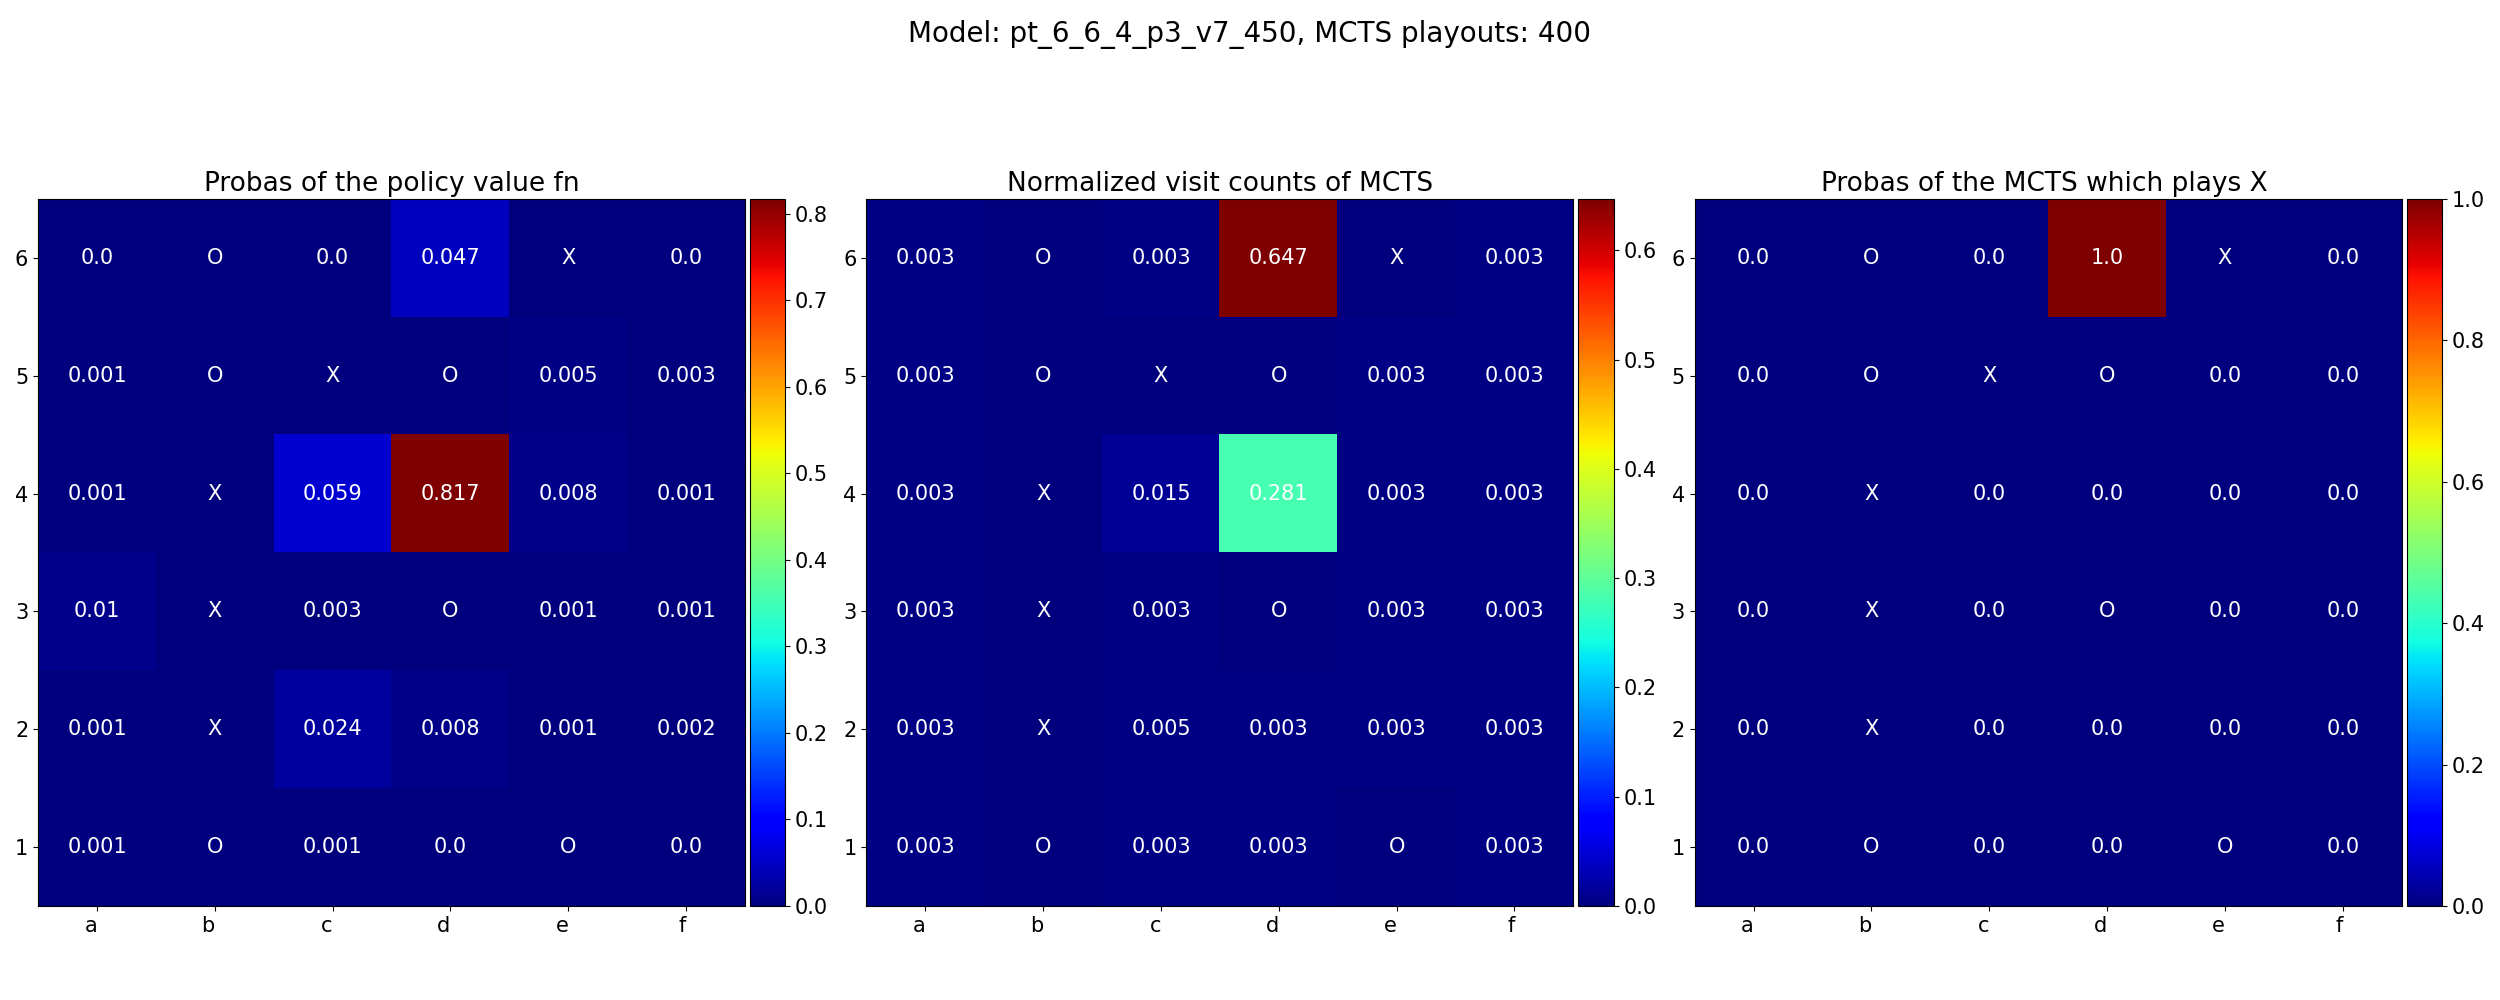 Model: pt_6_6_4_p3_v7_450, MCTS playouts: 400
Probas of the policy value fn
6 0.0 O 0.0 0.047 X 0.0
5 0.001 O X O 0.005 0.003
4 0.001 X 0.059 0.817 0.008 0.001
3 0.01 X 0.003 O 0.001 0.001
2 0.001 X 0.024 0.008 0.001 0.002
1 0.001 O 0.001 0.0 O 0.0
a b c d e f
0.8
0.7
0.6
0.5
0.4
0.3
0.2
0.1
0.0
Normalized visit counts of MCTS
6 0.003 O 0.003 0.647 X 0.003
5 0.003 O X O 0.003 0.003
4 0.003 X 0.015 0.281 0.003 0.003
3 0.003 X 0.003 O 0.003 0.003
2 0.003 X 0.005 0.003 0.003 0.003
1 0.003 O 0.003 0.003 O 0.003
a b c d e f
0.6
0.5
0.4
0.3
0.2
0.1
0.0
Probas of the MCTS which plays X
6 0.0 O 0.0 1.0 X 0.0
5 0.0 O X O 0.0 0.0
4 0.0 X 0.0 0.0 0.0 0.0
3 0.0 X 0.0 O 0.0 0.0
2 0.0 X 0.0 0.0 0.0 0.0
1 0.0 O 0.0 0.0 O 0.0
a b c d e f
1.0
0.8
0.6
0.4
0.2
0.0